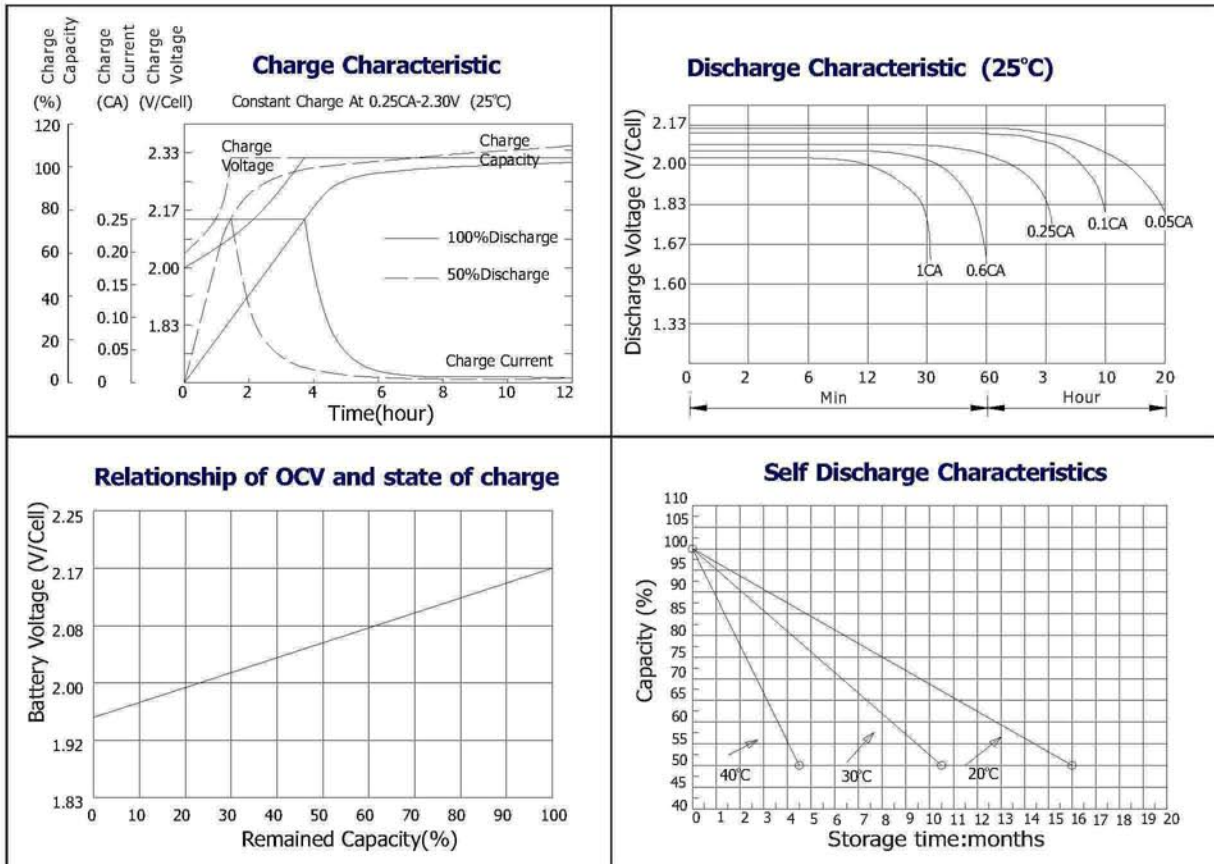 Charge
Capacity
Charge
Current
Charge
Voltage
(%) (CA) (V/Cell)
Charge Characteristic
Constant Charge At 0.25CA-2.30V (25°C)
120
100
80
60
40
20
0
0.25
0.20
0.15
0.10
0.05
0
2.33
2.17
2.00
1.83
Charge
Voltage
Charge
Capacity
100%Discharge
50%Discharge
Charge Current
0 2 4 6 8 10 12
Time(hour)
Discharge Characteristic (25°C)
Discharge Voltage (V/Cell)
2.17
2.00
1.83
1.67
1.60
1.33
1CA 0.6CA 0.25CA 0.1CA 0.05CA
0 2 6 12 30 60 3 10 20
Min Hour
Relationship of OCV and state of charge
Battery Voltage (V/Cell)
2.25
2.17
2.08
2.00
1.92
1.83
0 10 20 30 40 50 60 70 80 90 100
Remained Capacity(%)
Self Discharge Characteristics
Capacity (%)
110
105
100
95
90
85
80
75
70
65
60
55
50
45
40
40°C 30°C 20°C
0 1 2 3 4 5 6 7 8 9 10 11 12 13 14 15 16 17 18 19 20
Storage time:months